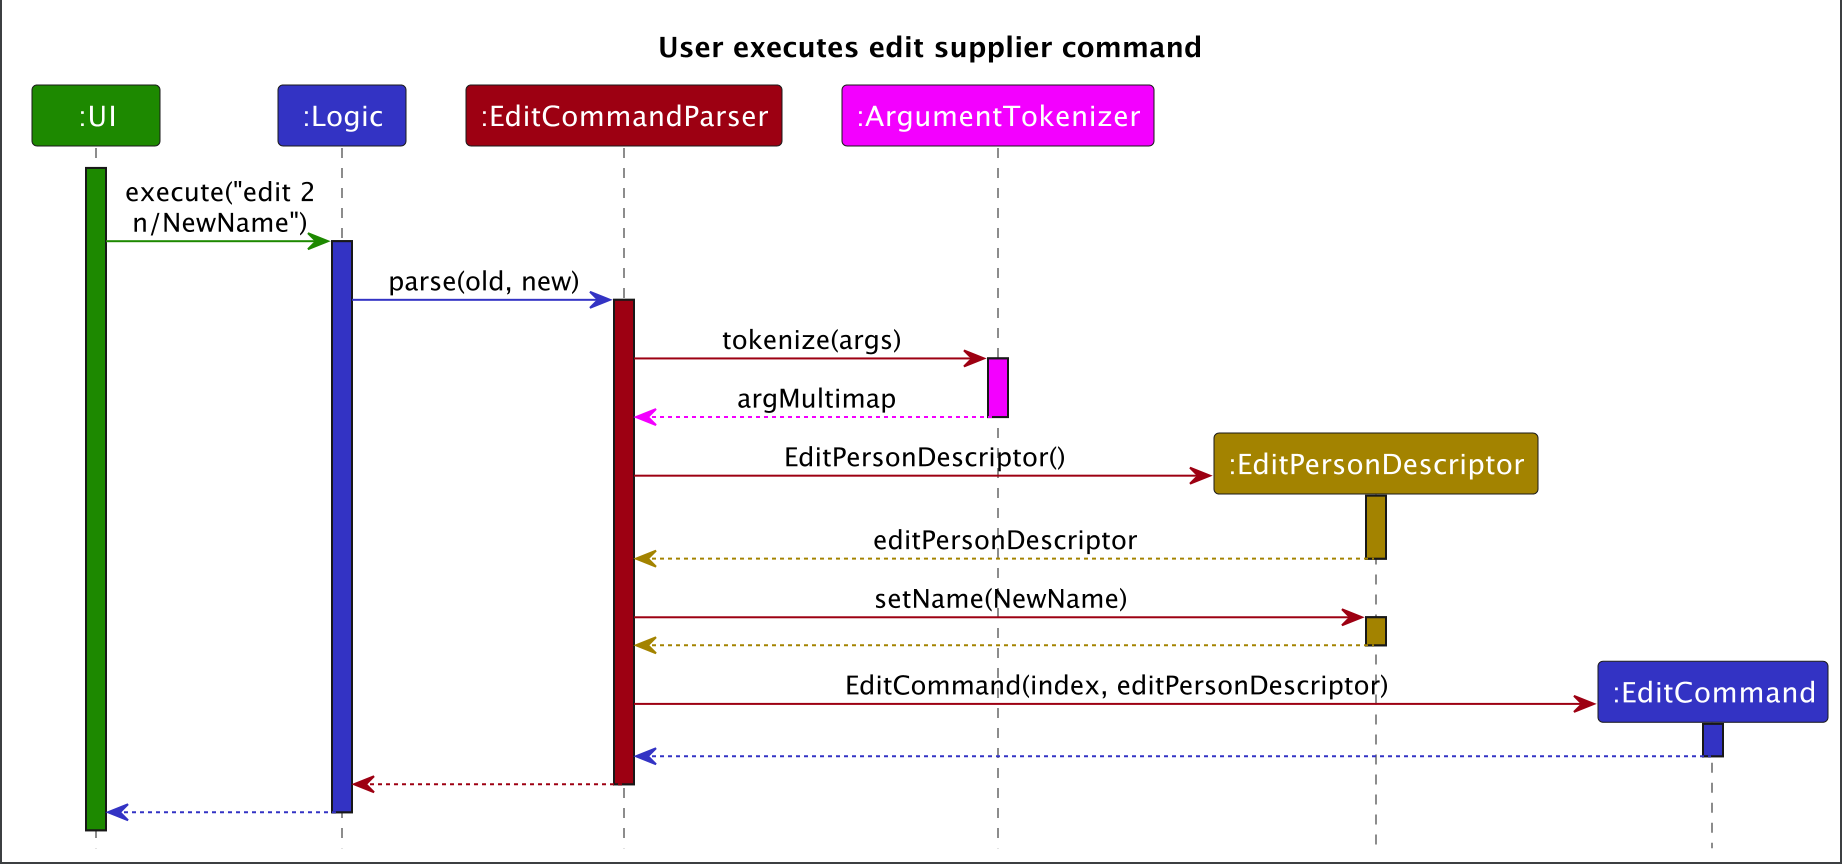 User executes edit supplier command
:UI
:Logic
:EditCommandParser
:ArgumentTokenizer
execute("edit 2
n/NewName")
parse(old, new)
tokenize(args)
argMultimap
EditPersonDescriptor()
:EditPersonDescriptor
editPersonDescriptor
setName(NewName)
EditCommand(index, editPersonDescriptor)
:EditCommand